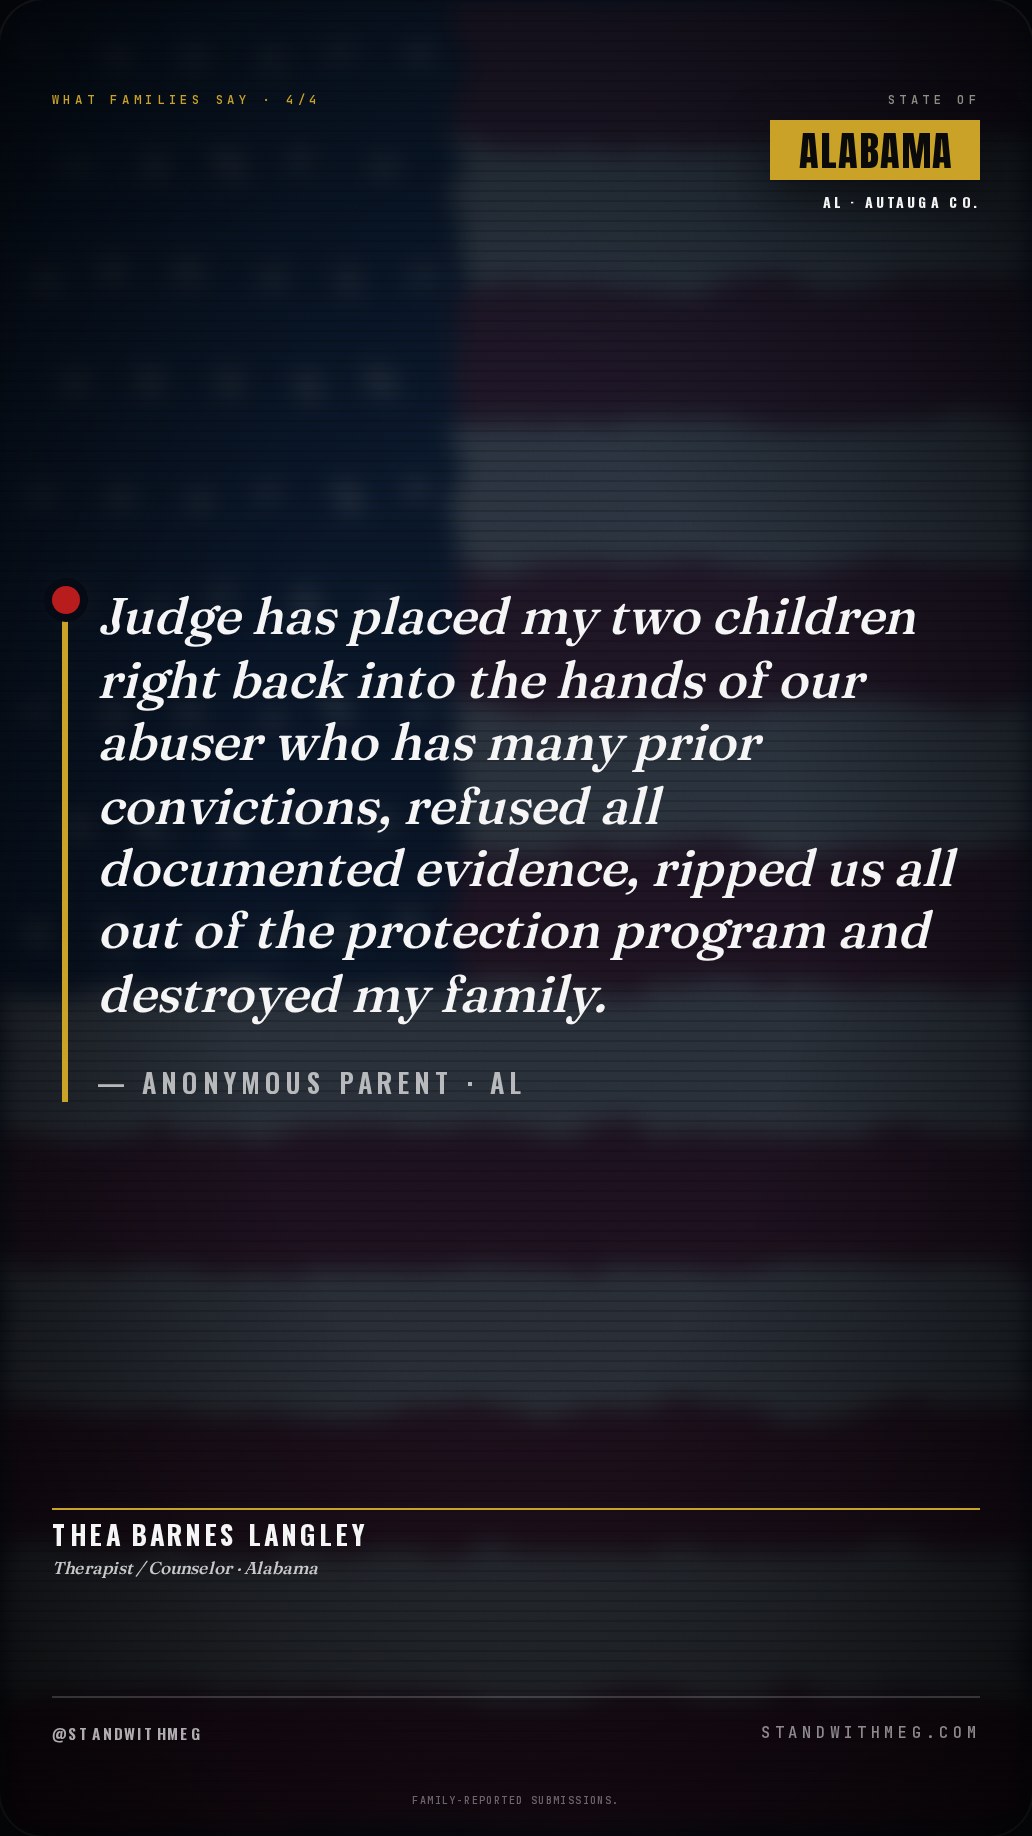 WHAT FAMILIES SAY · 4/4
STATE OF
ALABAMA
AL · AUTAUGA CO.
Judge has placed my two children
right back into the hands of our
abuser who has many prior
convictions, refused all
documented evidence, ripped us all
out of the protection program and
destroyed my family.
— ANONYMOUS PARENT · AL
THEA BARNES LANGLEY
Therapist / Counselor · Alabama
@STANDWITHMEG
STANDWITHMEG.COM
FAMILY-REPORTED SUBMISSIONS.